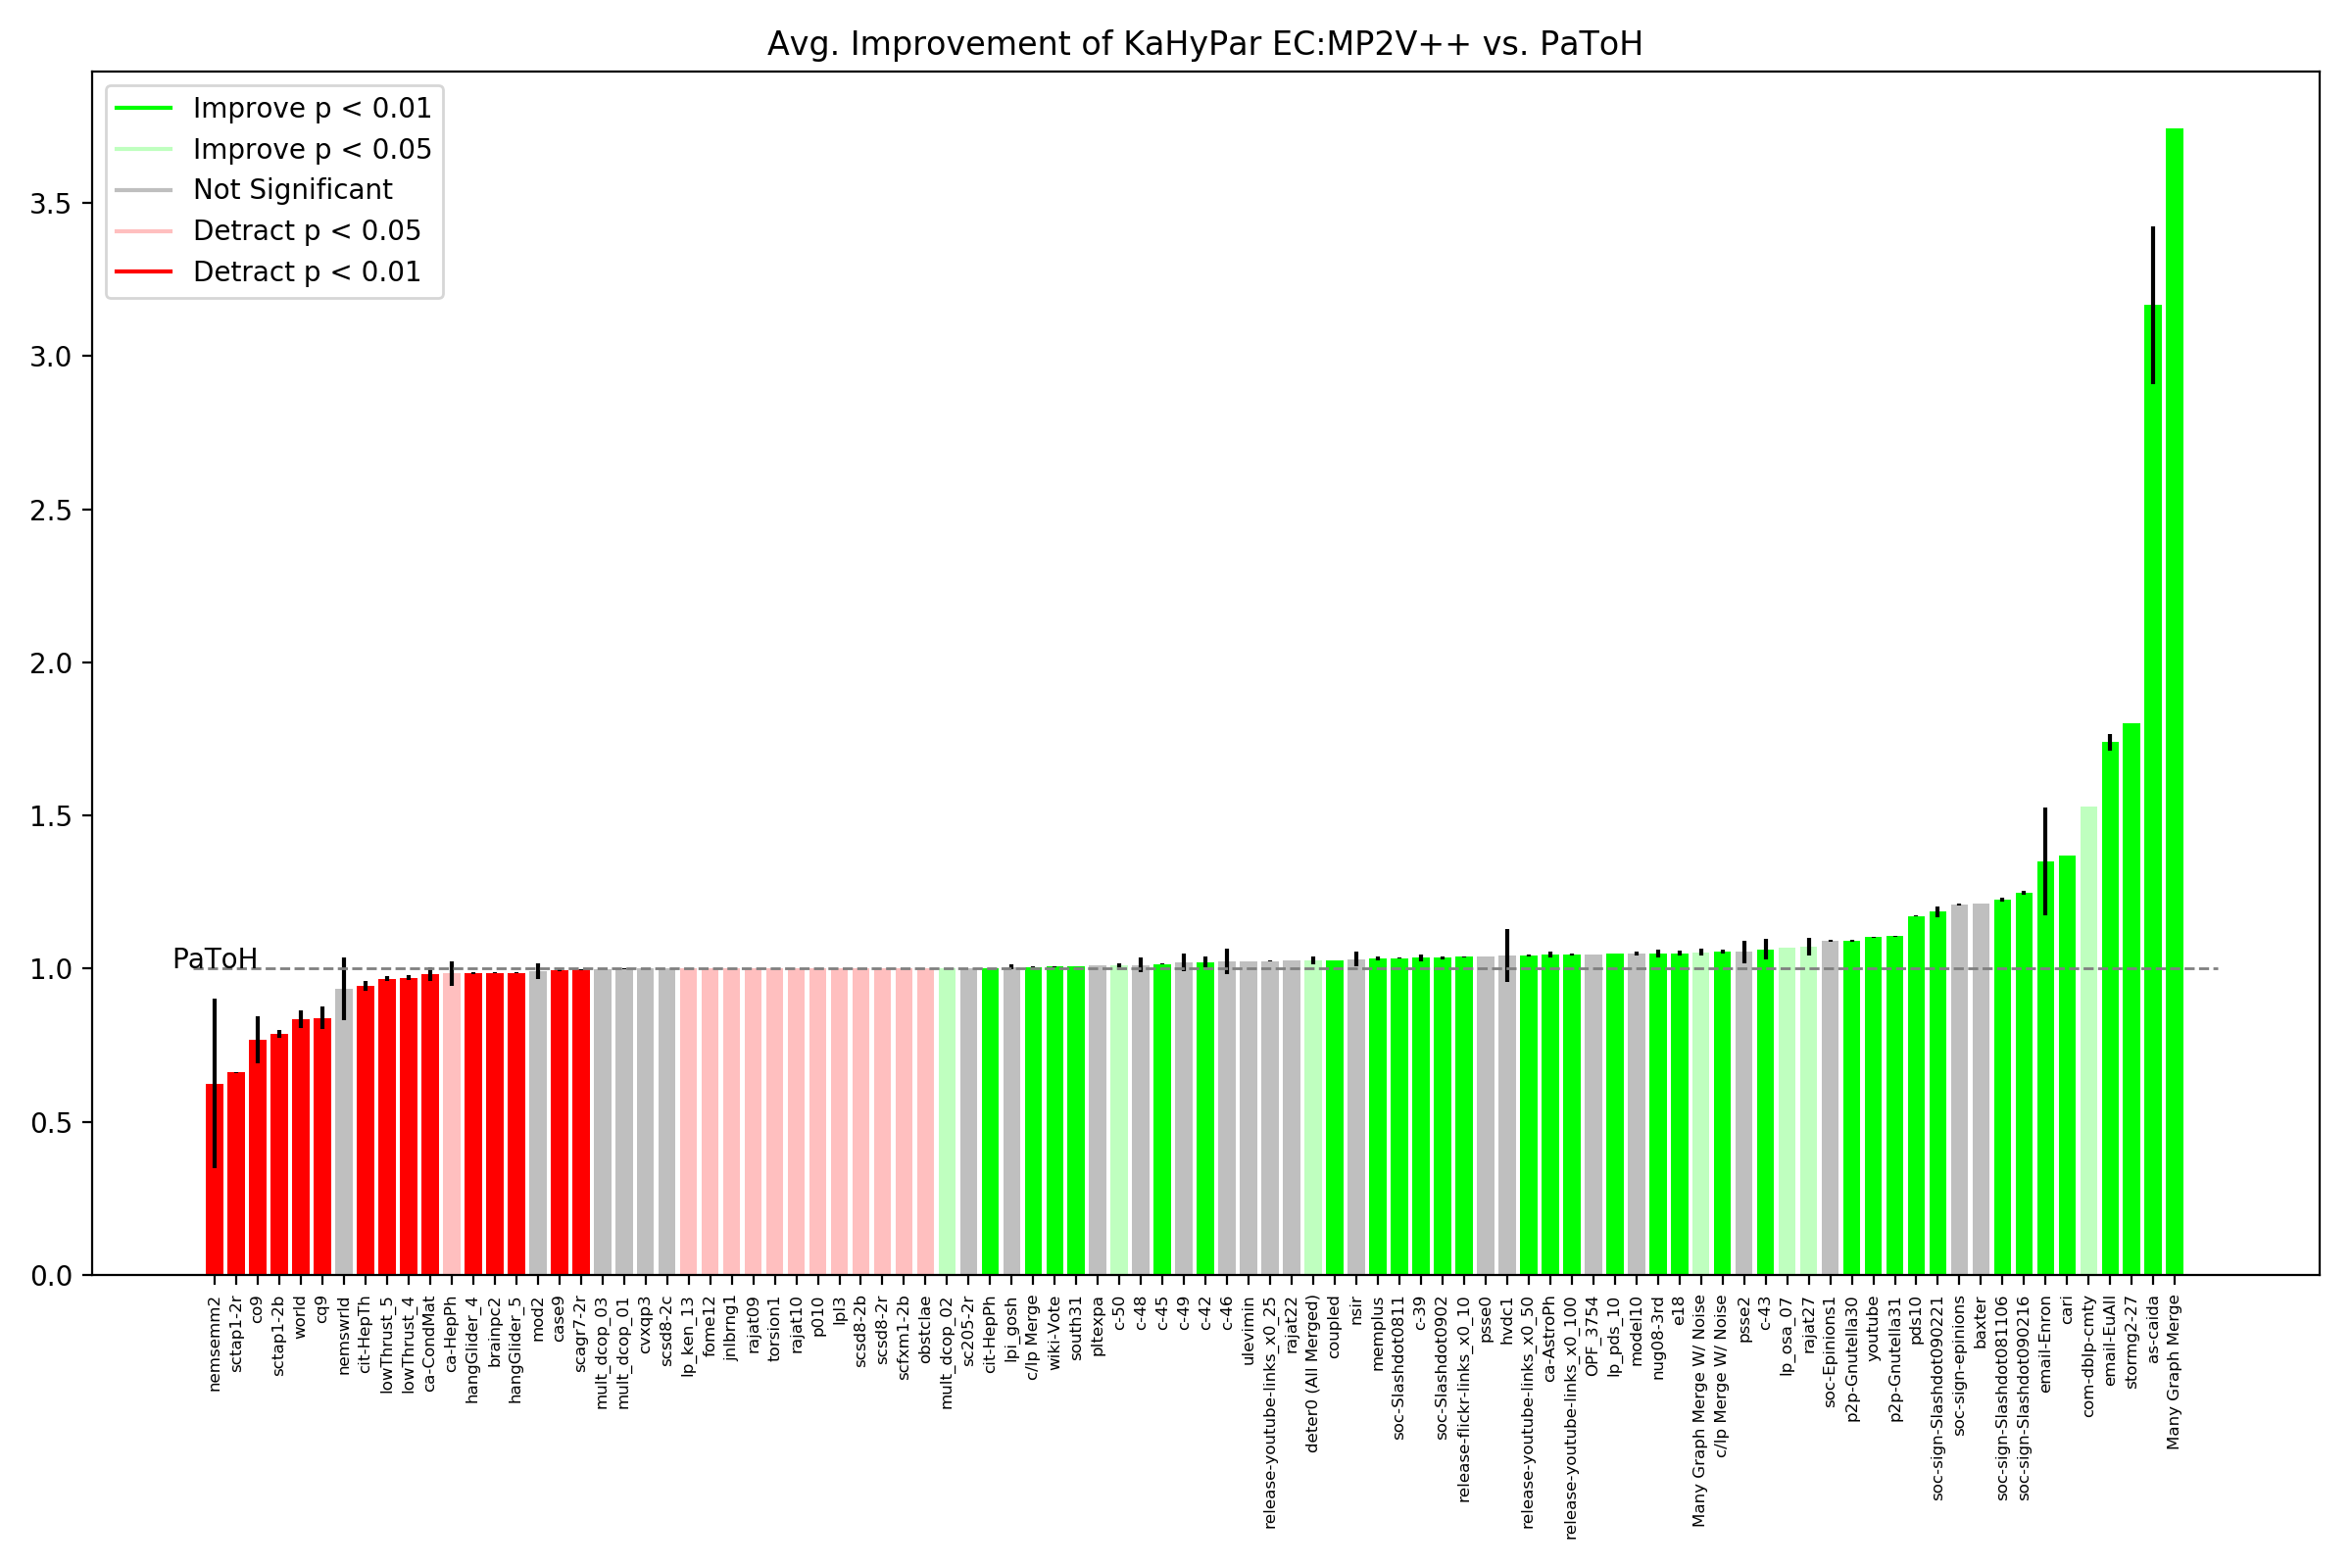 Avg. Improvement of KaHyPar EC:MP2V++ vs. PaToH
Improve p < 0.01
Improve p < 0.05
Not Significant
Detract p < 0.05
Detract p < 0.01
3.5
3.0
2.5
2.0
1.5
1.0
0.5
0.0
PaToH
nemsemm2
sctap1-2r
co9
sctap1-2b
world
cq9
nemswrld
cit-HepTh
lowThrust_5
lowThrust_4
ca-CondMat
ca-HepPh
hangGlider_4
brainpc2
hangGlider_5
mod2
case9
scagr7-2r
mult_dcop_03
mult_dcop_01
cvxqp3
scsd8-2c
lp_ken_13
fome12
jnlbrng1
rajat09
torsion1
rajat10
p010
lpl3
scsd8-2b
scsd8-2r
scfxm1-2b
obstclae
mult_dcop_02
sc205-2r
cit-HepPh
lpi_gosh
c/lp Merge
wiki-Vote
south31
pltexpa
c-50
c-48
c-45
c-49
c-42
c-46
ulevimin
release-youtube-links_x0_25
rajat22
deter0 (All Merged)
coupled
nsir
memplus
soc-Slashdot0811
c-39
soc-Slashdot0902
release-flickr-links_x0_10
psse0
hvdc1
release-youtube-links_x0_50
ca-AstroPh
release-youtube-links_x0_100
OPF_3754
lp_pds_10
model10
nug08-3rd
e18
Many Graph Merge W/ Noise
c/lp Merge W/ Noise
psse2
c-43
lp_osa_07
rajat27
soc-Epinions1
p2p-Gnutella30
youtube
p2p-Gnutella31
pds10
soc-sign-Slashdot090221
soc-sign-epinions
baxter
soc-sign-Slashdot081106
soc-sign-Slashdot090216
email-Enron
cari
com-dblp-cmty
email-EuAll
stormg2-27
as-caida
Many Graph Merge